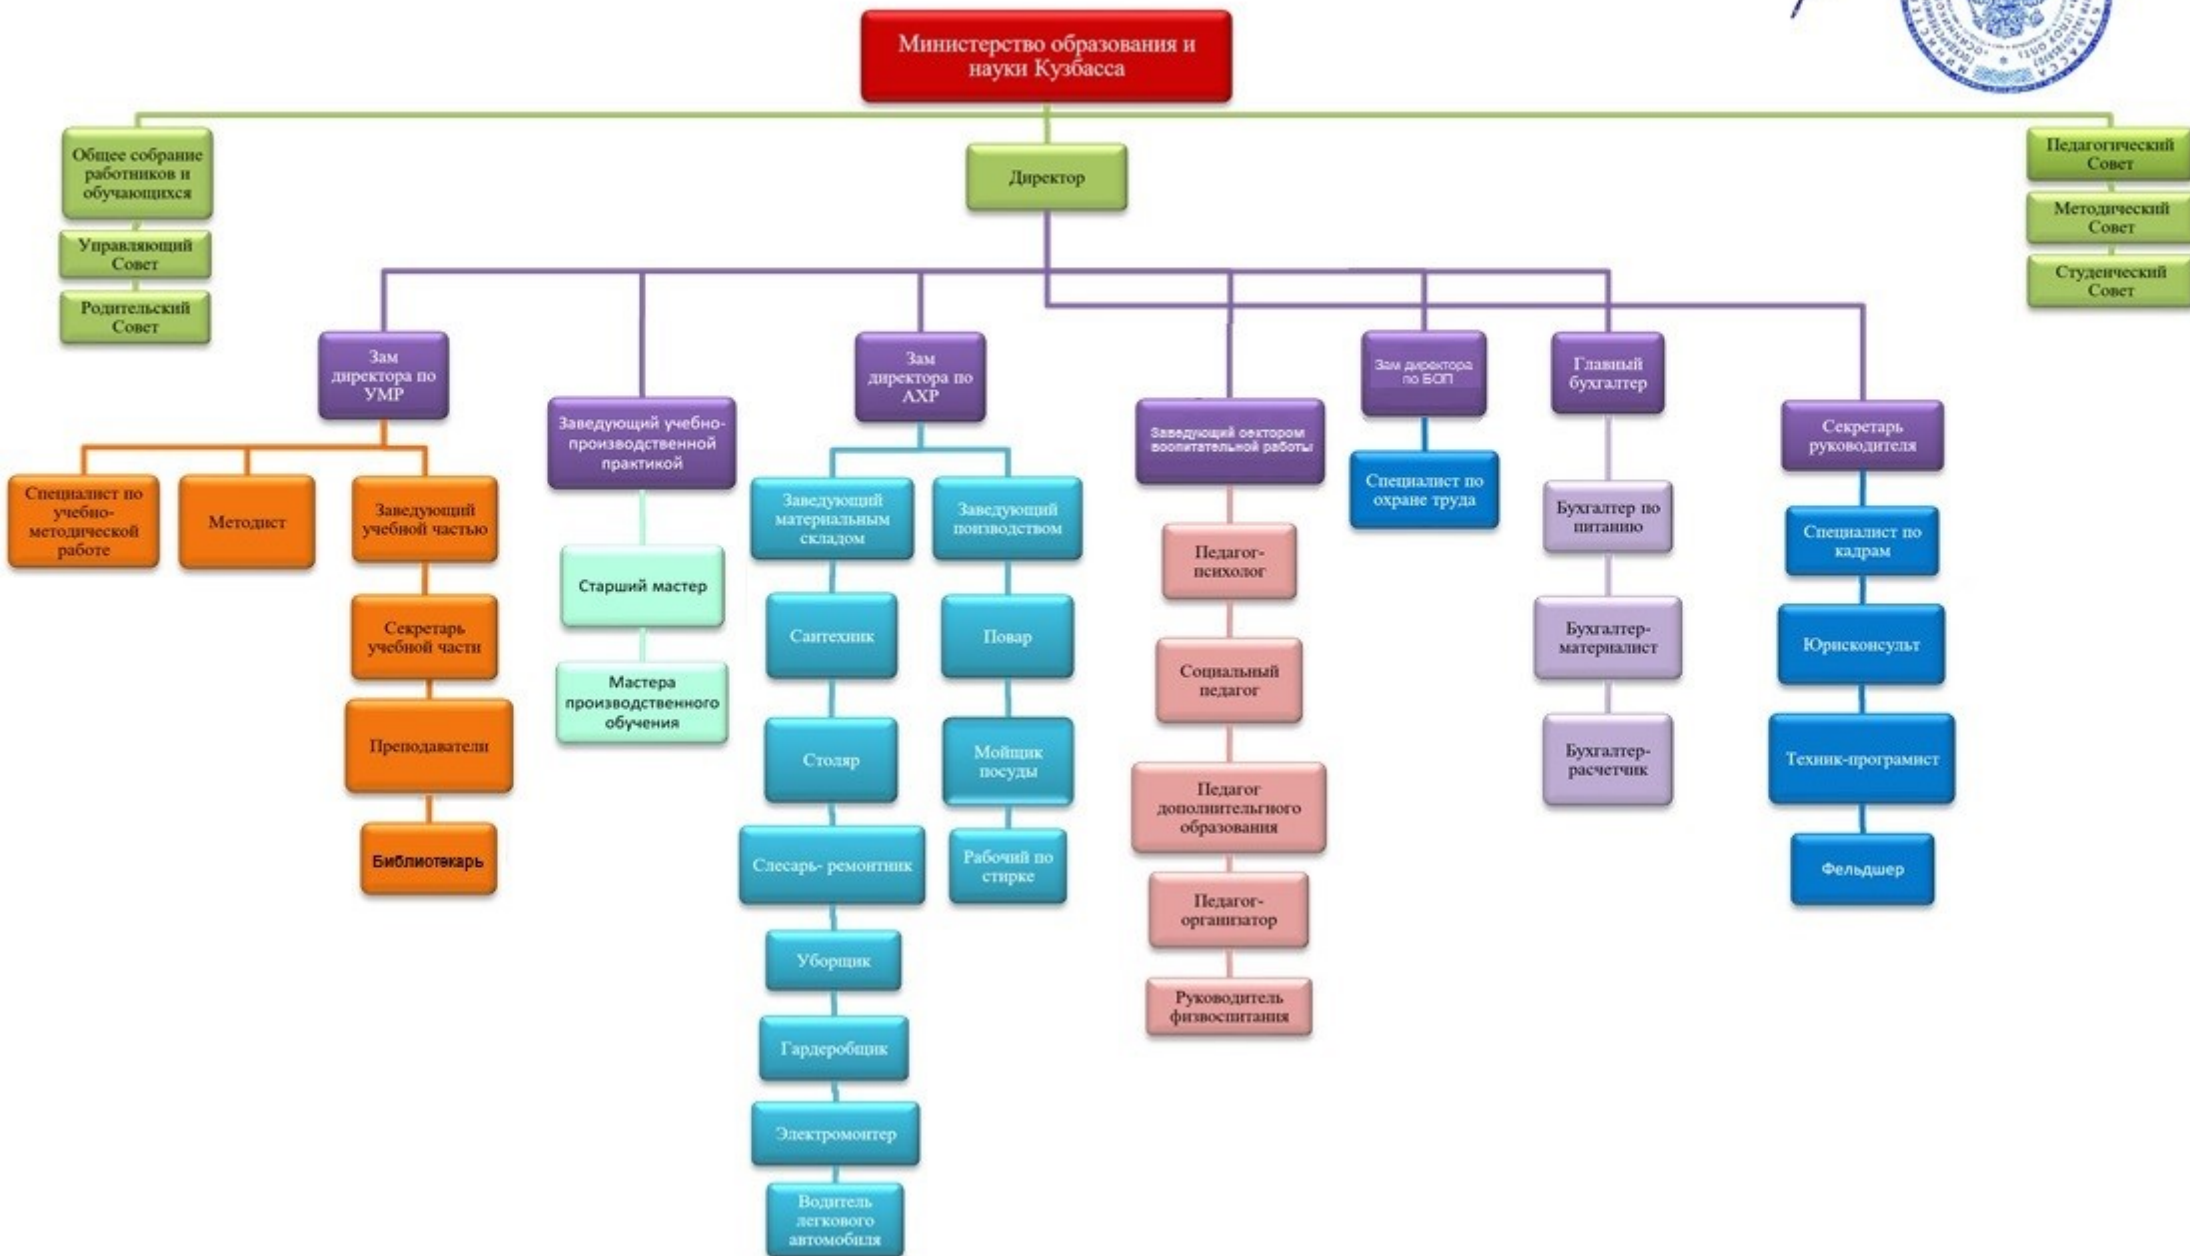 Министерство образования и
науки Кузбасса
Общее собрание
работников и
обучающихся
Управляющий
Совет
Родительский
Совет
Директор
Педагогический
Совет
Методический
Совет
Студенческий
Совет
Зам
директора по
УМР
Специалист по
учебно-
методической
работе
Методист
Заведующий
учебной частью
Секретарь
учебной части
Преподаватели
Библиотекарь
Заведующий учебно-
производственной
практикой
Старший мастер
Мастера
производственного
обучения
Зам
директора по
АХР
Заведующий
материальным
складом
Сантехник
Столяр
Слесарь- ремонтник
Уборщик
Гардеробщик
Электромонтер
Водитель
легкового
автомобиля
Заведующий
поизводством
Повар
Мойщик
посуды
Рабочий по
стирке
Заведующий сектором
воспитательной работы
Педагог-
психолог
Социальный
педагог
Педагог
дополнительгного
образования
Педагог-
организатор
Руководитель
физвоспитания
Зам директора
по БОП
Специалист по
охране труда
Главный
бухгалтер
Бухгалтер по
питанию
Бухгалтер-
материалист
Бухгалтер-
расчетчик
Секретарь
руководителя
Специалист по
кадрам
Юрисконсульт
Техник-програмист
Фельдшер